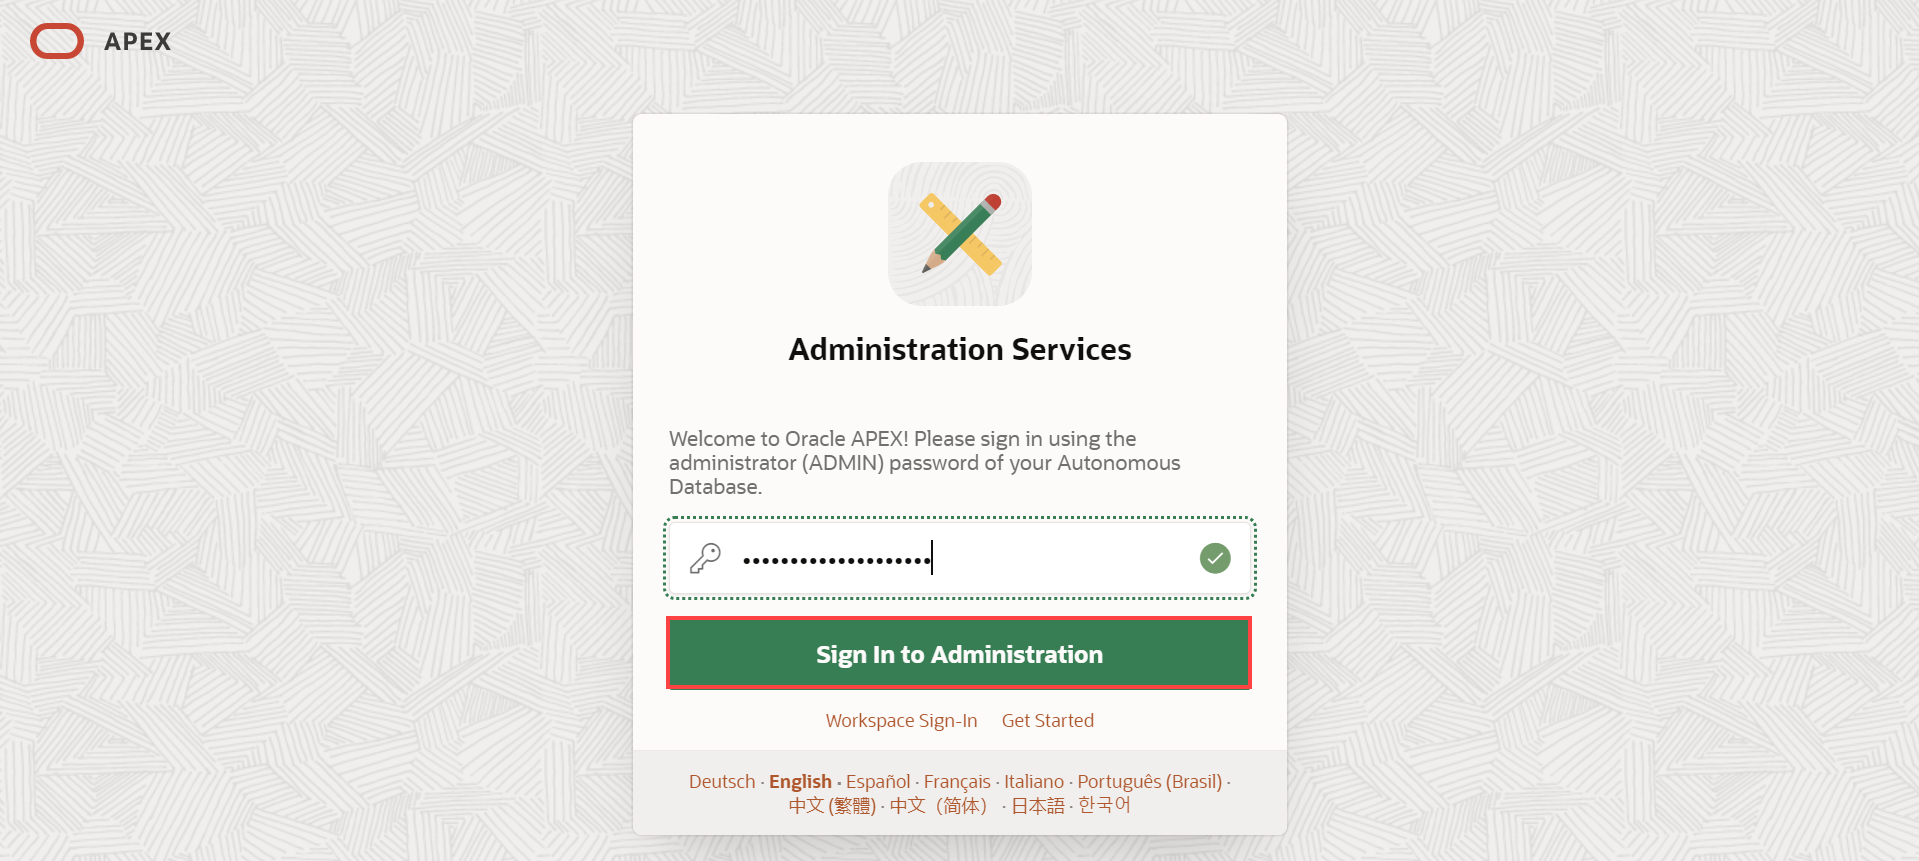 APEX
Administration Services
Welcome to Oracle APEX! Please sign in using the
administrator (ADMIN) password of your Autonomous
Database.
••••••••••••••••••••
Sign In to Administration
Workspace Sign-In Get Started
Deutsch · English · Español · Français · Italiano · Português (Brasil) ·
中文 (繁體) · 中文（简体） · 日本語 · 한국어